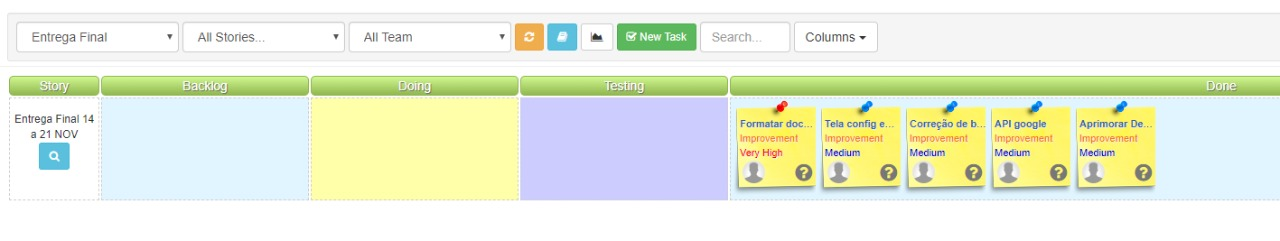 Entrega Final All Stories... All Team New Task Search... Columns
Story Backlog Doing Testing Done
Entrega Final 14
a 21 NOV
Formatar doc... Tela config e... Correção de b... API google Aprimorar De...
Improvement Improvement Improvement Improvement Improvement
Very High Medium Medium Medium Medium
? ? ? ? ?